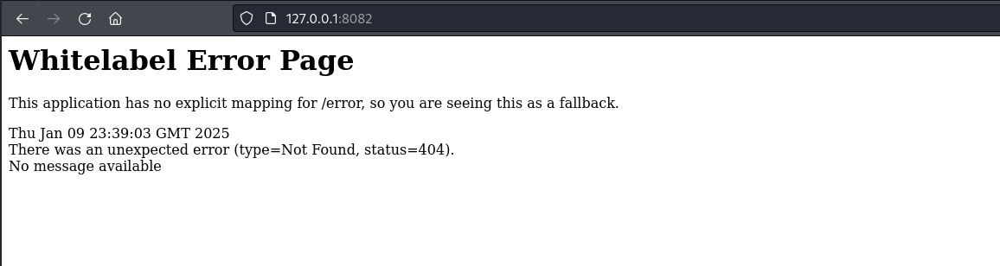 127.0.0.1:8082
Whitelabel Error Page
This application has no explicit mapping for /error, so you are seeing this as a fallback.
Thu Jan 09 23:39:03 GMT 2025
There was an unexpected error (type=Not Found, status=404).
No message available